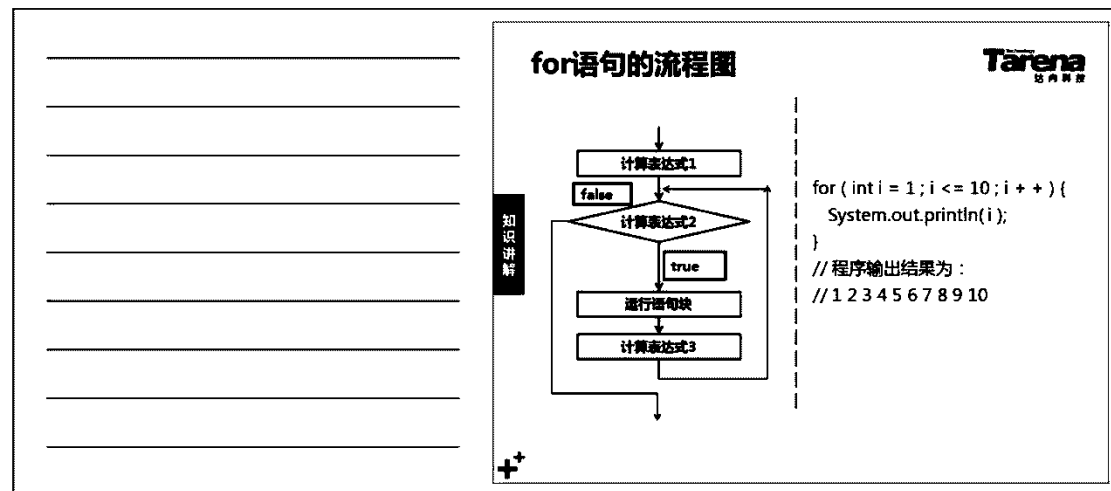 for语句的流程图
Technology
Tarena
达内科技
知识讲解
计算表达式1
false
计算表达式2
true
运行语句块
计算表达式3
for ( int i = 1 ; i <= 10 ; i + + ) {
System.out.println( i );
}
// 程序输出结果为：
// 1 2 3 4 5 6 7 8 9 10
++